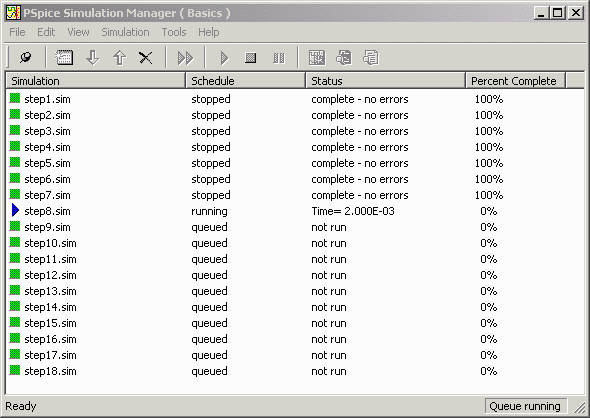 PSpice Simulation Manager ( Basics )
File Edit View Simulation Tools Help
Simulation Schedule Status Percent Complete
step1.sim stopped complete - no errors 100%
step2.sim stopped complete - no errors 100%
step3.sim stopped complete - no errors 100%
step4.sim stopped complete - no errors 100%
step5.sim stopped complete - no errors 100%
step6.sim stopped complete - no errors 100%
step7.sim stopped complete - no errors 100%
step8.sim running Time= 2.000E-03 0%
step9.sim queued not run 0%
step10.sim queued not run 0%
step11.sim queued not run 0%
step12.sim queued not run 0%
step13.sim queued not run 0%
step14.sim queued not run 0%
step15.sim queued not run 0%
step16.sim queued not run 0%
step17.sim queued not run 0%
step18.sim queued not run 0%
Ready Queue running